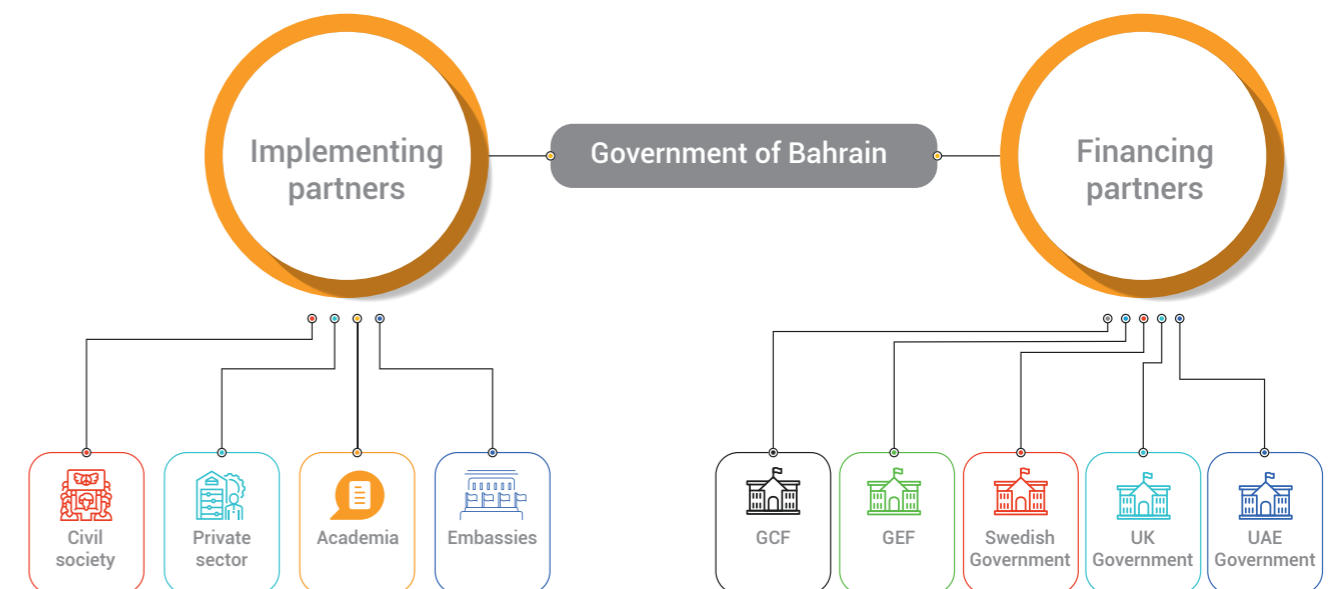 Implementing
partners
Government of Bahrain
Financing
partners
Civil
society
Private
sector
Academia
Embassies
GCF
GEF
Swedish
Government
UK
Government
UAE
Government